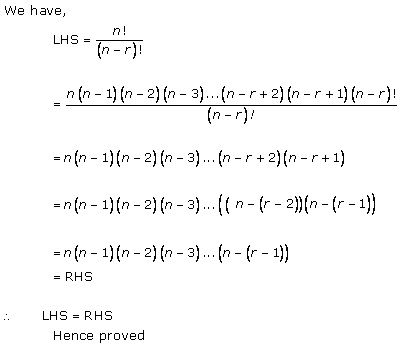 We have,
LHS = n! / (n − r)!
= n(n − 1)(n − 2)(n − 3)...(n − r + 2)(n − r + 1)(n − r)! / (n − r)!
= n(n − 1)(n − 2)(n − 3)...(n − r + 2)(n − r + 1)
= n(n − 1)(n − 2)(n − 3)...(( n − (r − 2))(n − (r − 1))
= n(n − 1)(n − 2)(n − 3)...(n − (r − 1))
= RHS
∴ LHS = RHS
Hence proved